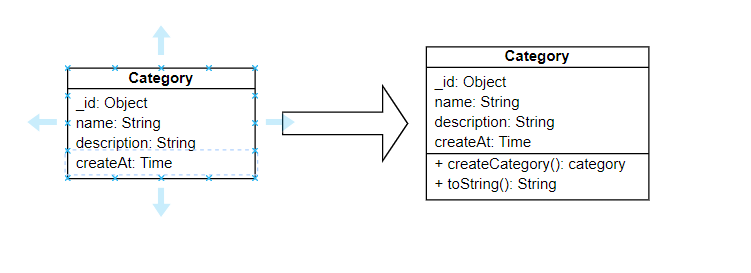 Category
_id: Object
name: String
description: String
createAt: Time
Category
_id: Object
name: String
description: String
createAt: Time
+ createCategory(): category
+ toString(): String